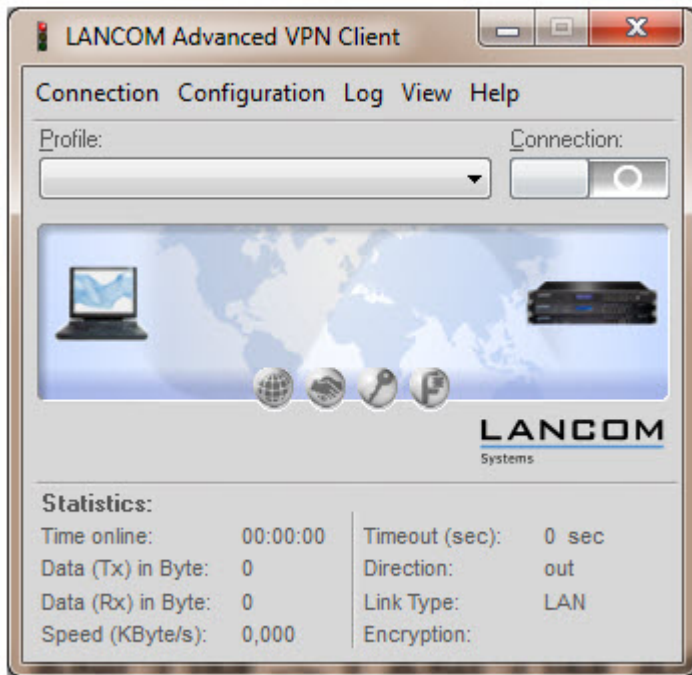 LANCOM Advanced VPN Client
Connection Configuration Log View Help
Profile: Connection:
LANCOM
Systems
Statistics:
Time online: 00:00:00 Timeout (sec): 0 sec
Data (Tx) in Byte: 0 Direction: out
Data (Rx) in Byte: 0 Link Type: LAN
Speed (KByte/s): 0,000 Encryption: